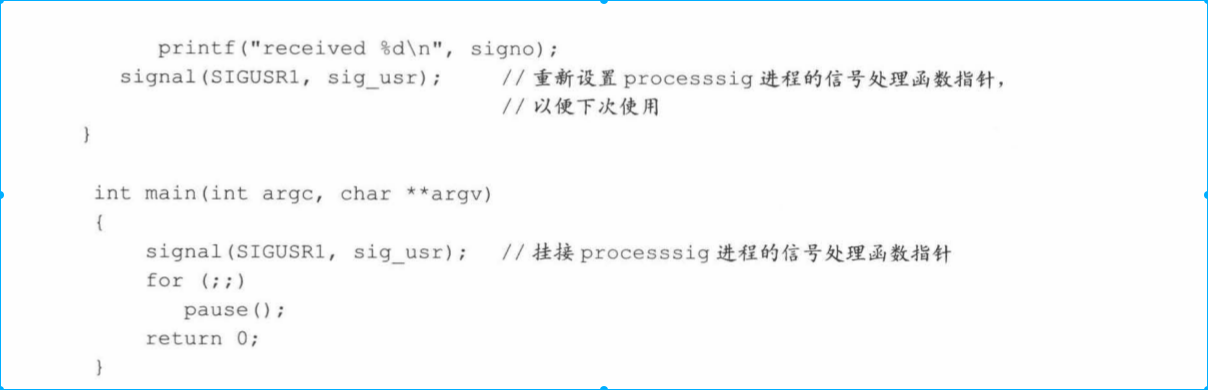 printf("received %d\n", signo);
signal(SIGUSR1, sig_usr); // 重新设置 processsig 进程的信号处理函数指针，
// 以便下次使用
}
int main(int argc, char **argv)
{
signal(SIGUSR1, sig_usr); // 挂接 processsig 进程的信号处理函数指针
for (;;)
pause();
return 0;
}